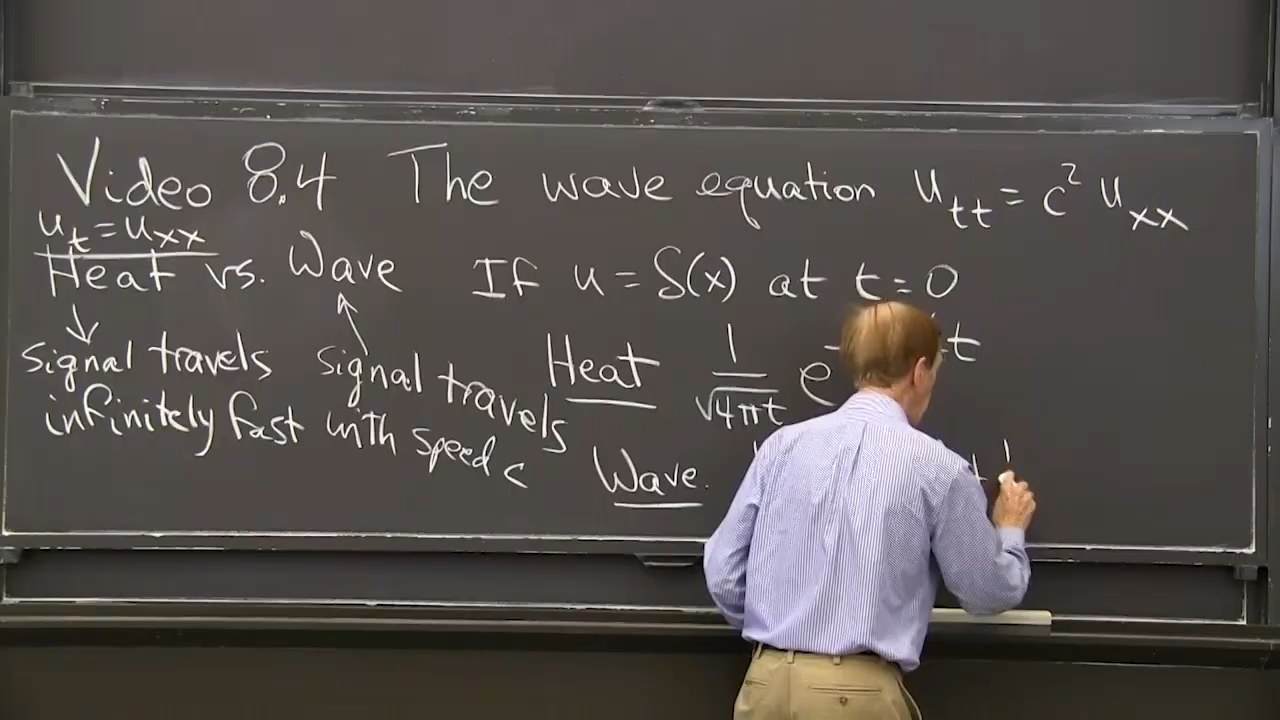 Video 8.4 The wave equation u_tt = c² u_xx
u_t = u_xx
Heat vs. Wave If u = δ(x) at t = 0
↓
signal travels
infinitely fast
signal travels
with speed c
Heat 1/√4πt e
t
Wave.